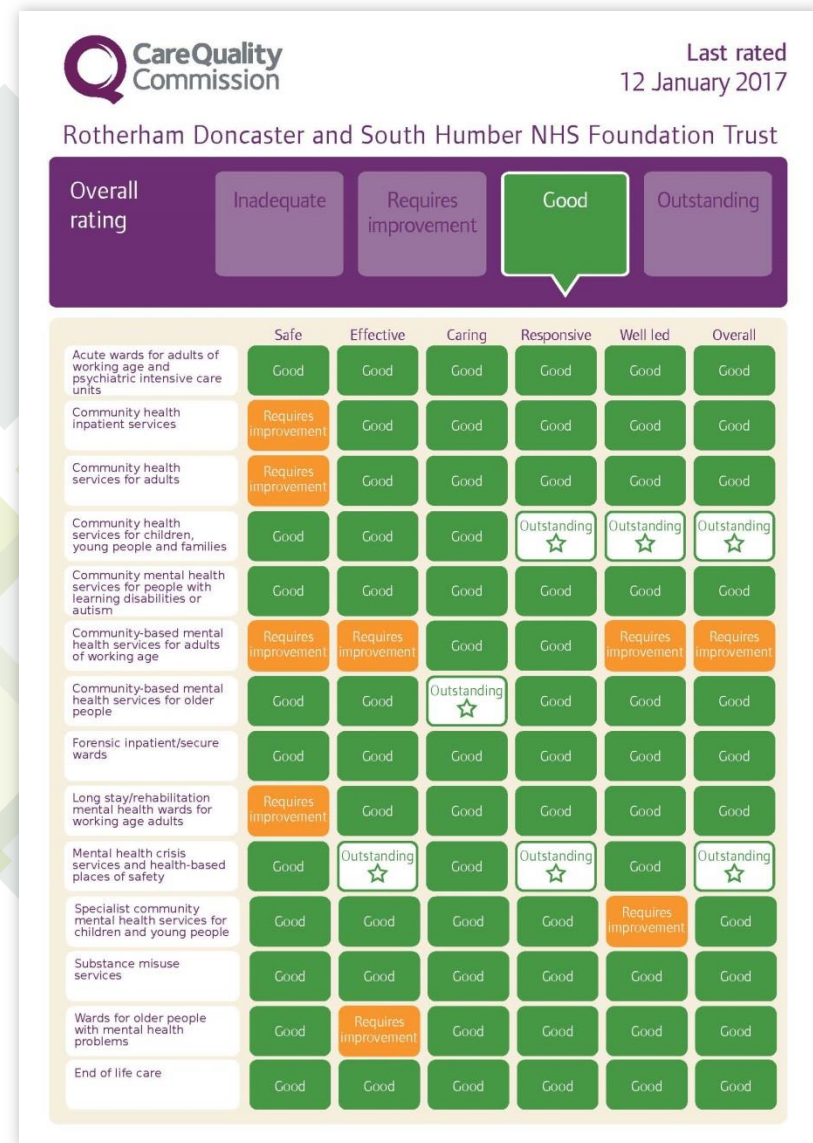 CareQuality
Commission
Last rated
12 January 2017
Rotherham Doncaster and South Humber NHS Foundation Trust
Overall
rating
Inadequate
Requires
improvement
Good
Outstanding
Safe Effective Caring Responsive Well led Overall
Acute wards for adults of
working age and
psychiatric intensive care
units
Good Good Good Good Good Good
Community health
inpatient services
Requires
improvement
Good Good Good Good Good
Community health
services for adults
Requires
improvement
Good Good Good Good Good
Community health
services for children,
young people and families
Good Good Good Outstanding Outstanding Outstanding
Community mental health
services for people with
learning disabilities or
autism
Good Good Good Good Good Good
Community-based mental
health services for adults
of working age
Requires
improvement
Requires
improvement
Good Good
Requires
improvement
Requires
improvement
Community-based mental
health services for older
people
Good Good Outstanding Good Good Good
Forensic inpatient/secure
wards
Good Good Good Good Good Good
Long stay/rehabilitation
mental health wards for
working age adults
Requires
improvement
Good Good Good Good Good
Mental health crisis
services and health-based
places of safety
Good Outstanding Good Outstanding Good Outstanding
Specialist community
mental health services for
children and young people
Good Good Good Good
Requires
improvement
Good
Substance misuse
services
Good Good Good Good Good Good
Wards for older people
with mental health
problems
Good
Requires
improvement
Good Good Good Good
End of life care
Good Good Good Good Good Good